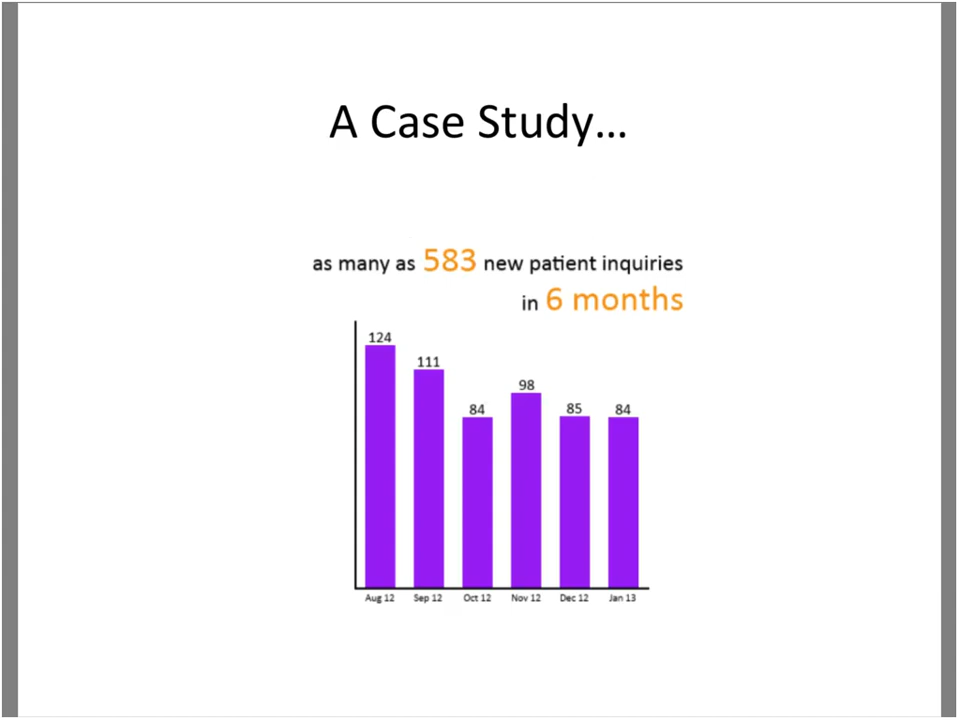 A Case Study...
as many as 583 new patient inquiries
in 6 months
124
111
84
98
85
84
Aug 12 Sep 12 Oct 12 Nov 12 Dec 12 Jan 13